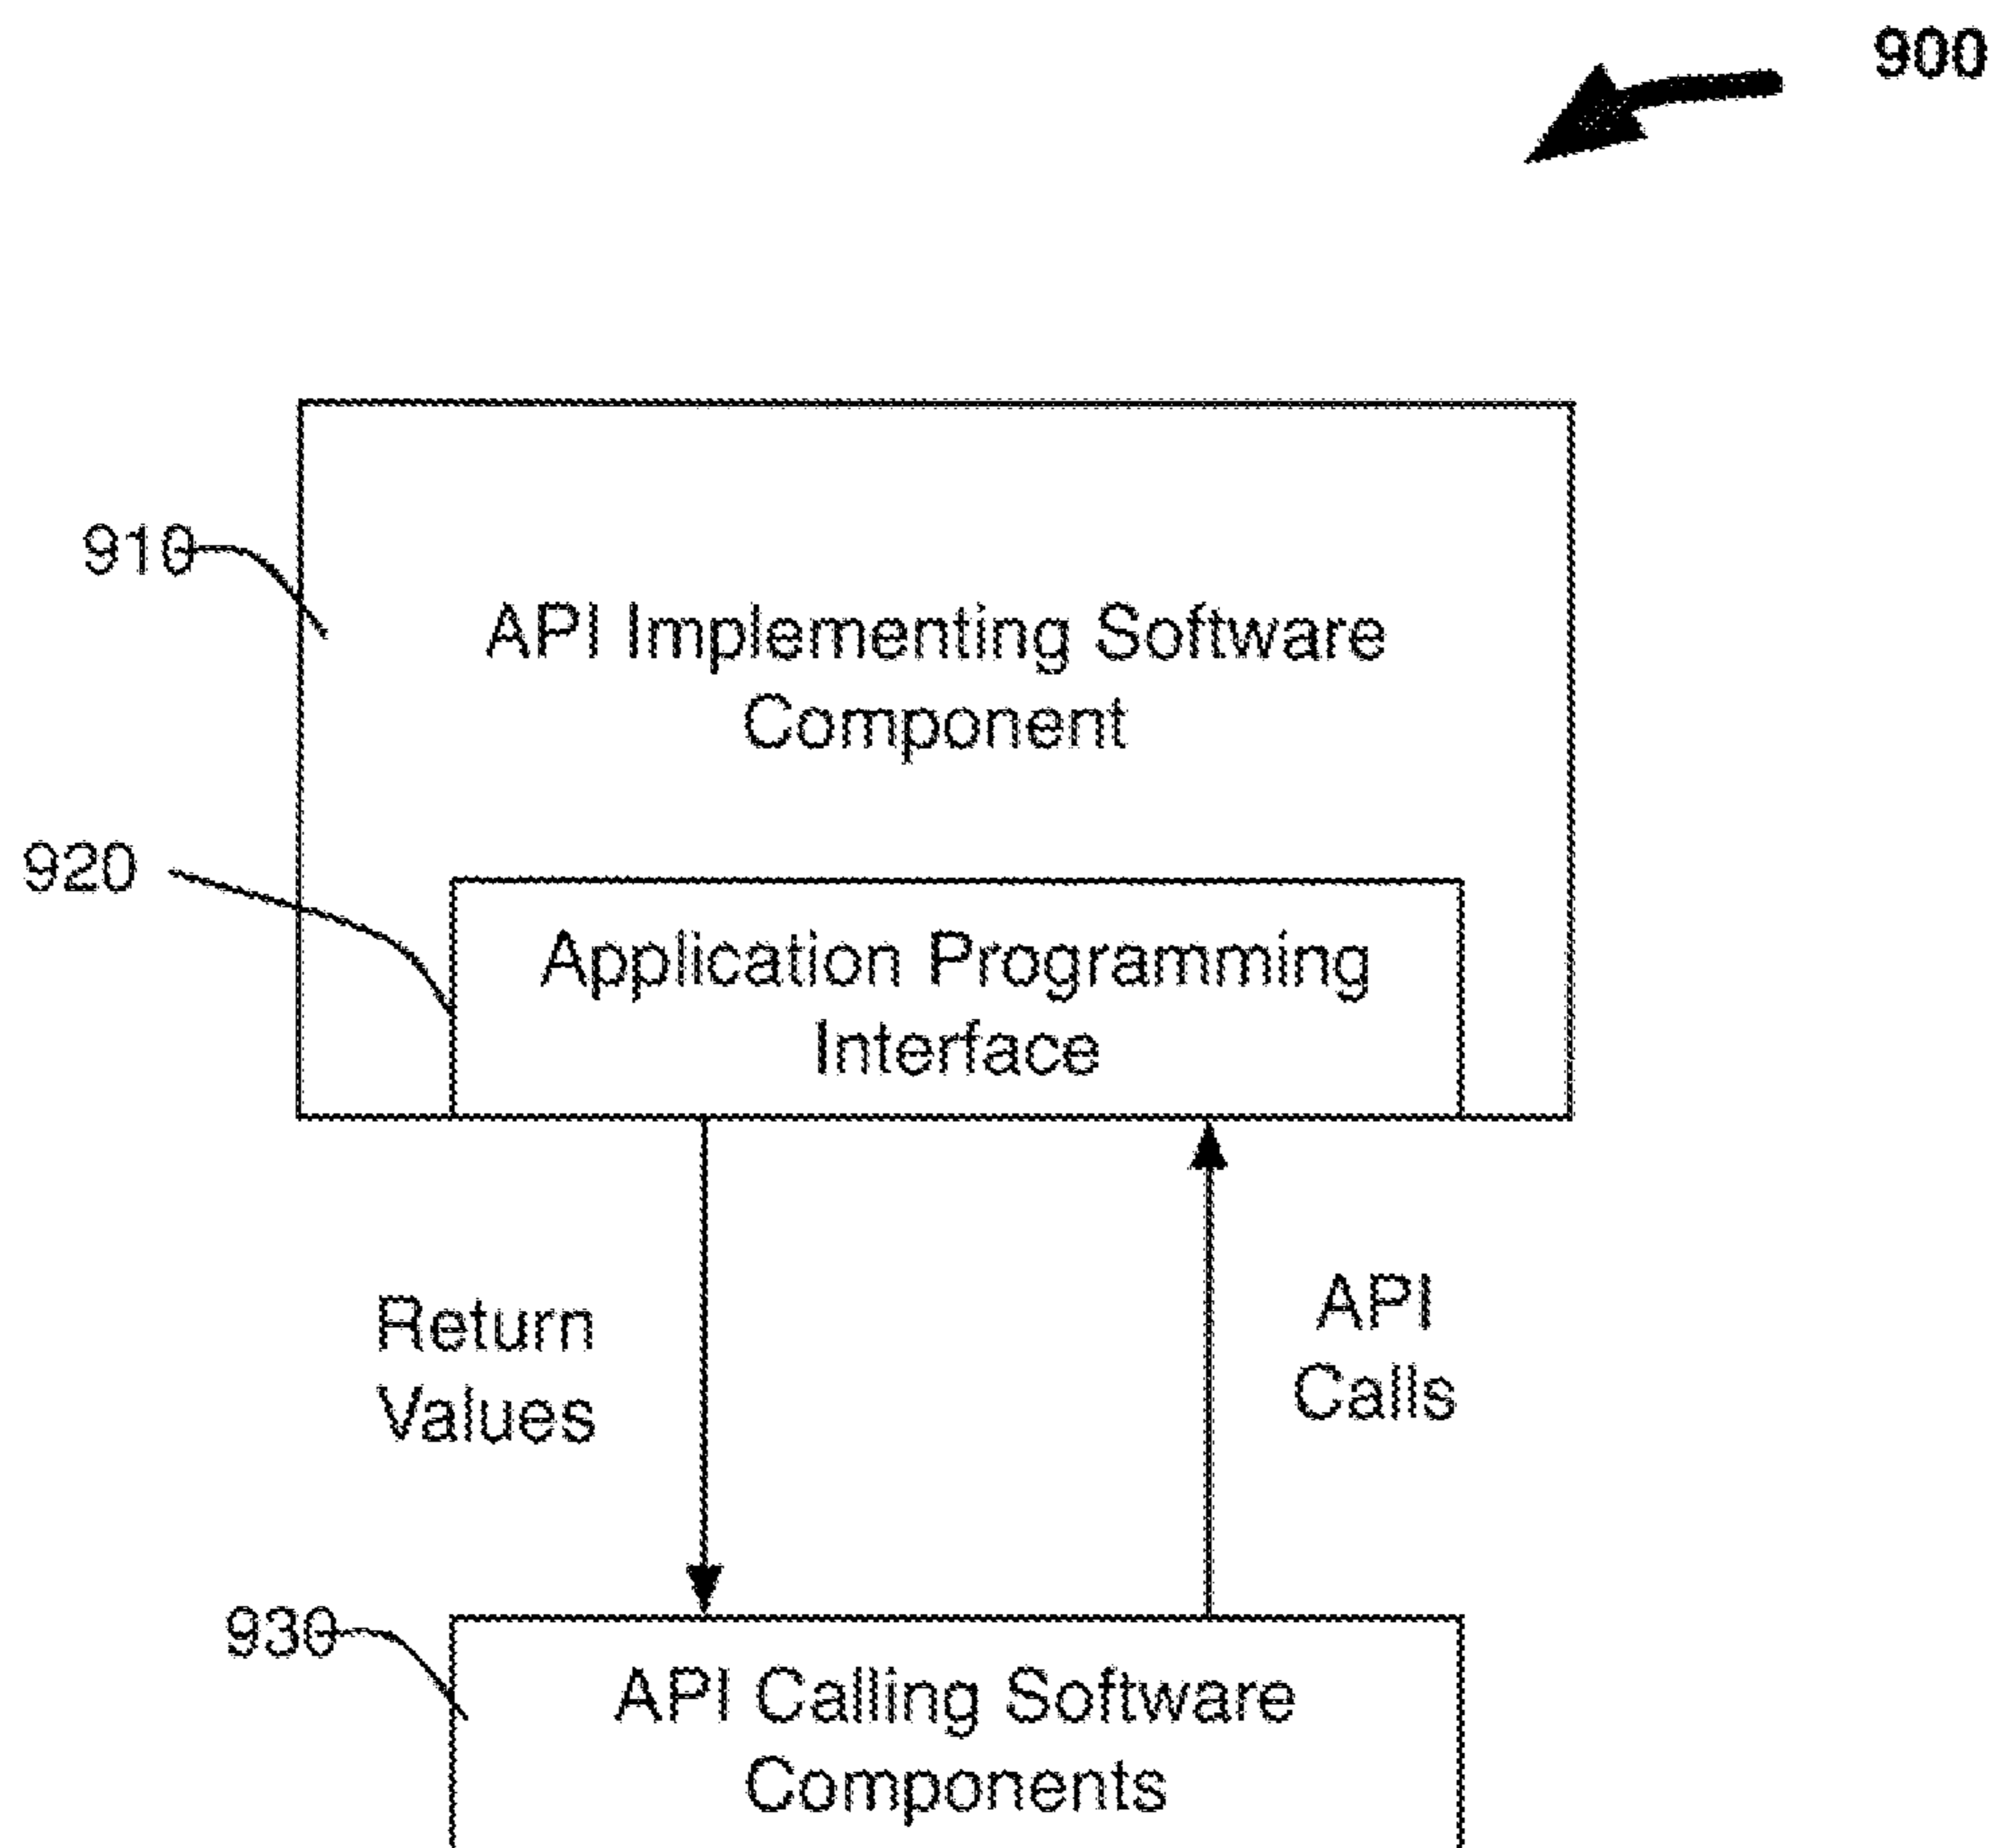 900
910
API Implementing Software
Component
920
Application Programming
Interface
Return
Values
API
Calls
930
API Calling Software
Components